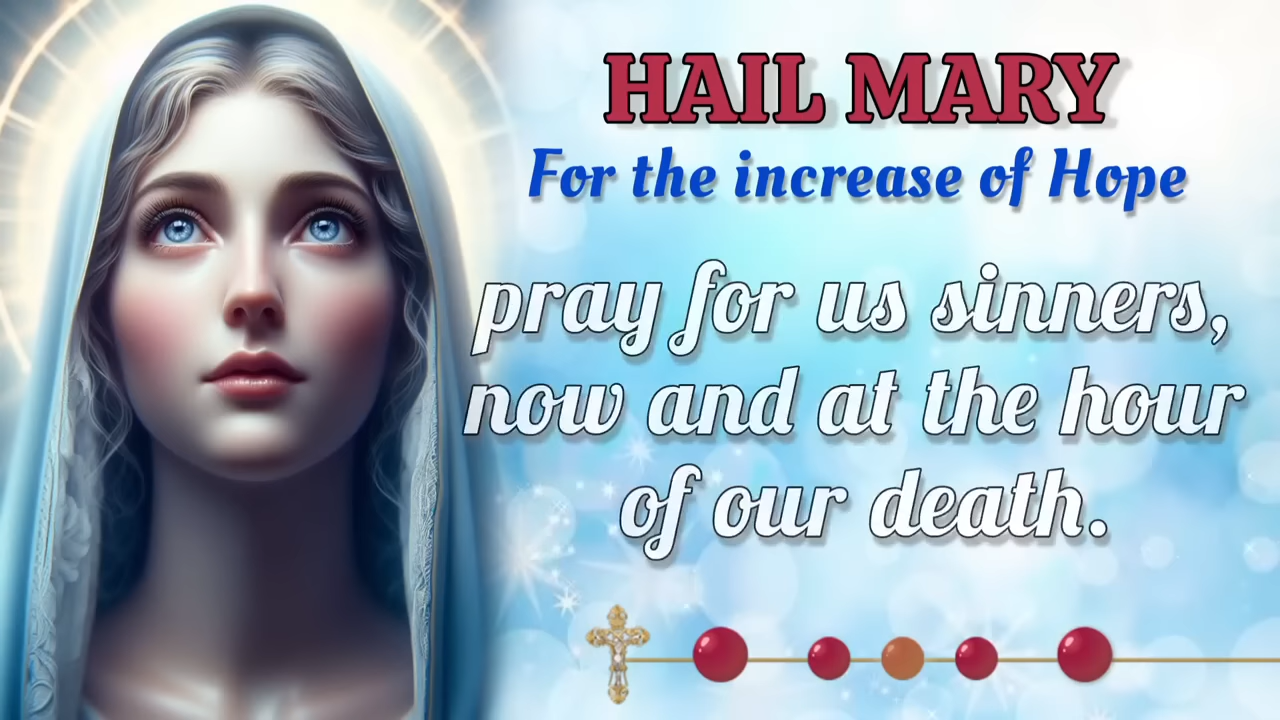 HAIL MARY
For the increase of Hope
pray for us sinners,
now and at the hour
of our death.